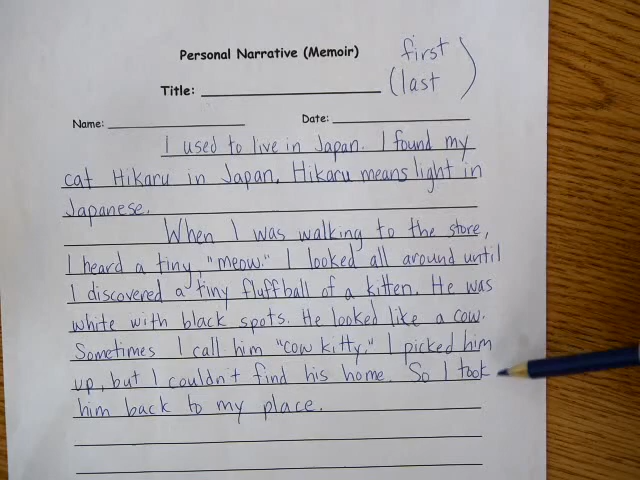 Personal Narrative (Memoir)
first
(last )
Title:
Name: Date:
I used to live in Japan. I found my
cat Hikaru in Japan. Hikaru means light in
Japanese.
When I was walking to the store,
I heard a tiny, "meow." I looked all around until
I discovered a tiny fluffball of a kitten. He was
white with black spots. He looked like a cow.
Sometimes I call him "cow kitty." I picked him
up, but I couldn't find his home. So I took
him back to my place.